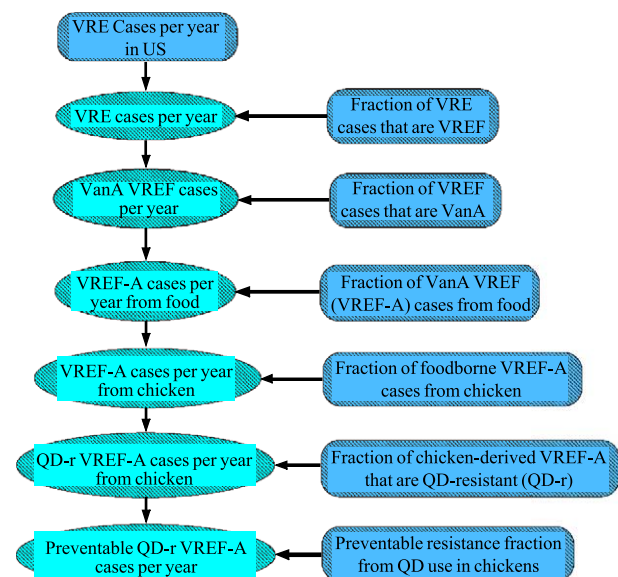 VRE Cases per year
in US
VRE cases per year
Fraction of VRE
cases that are VREF
VanA VREF cases
per year
Fraction of VREF
cases that are VanA
VREF-A cases per
year from food
Fraction of VanA VREF
(VREF-A) cases from food
VREF-A cases per year
from chicken
Fraction of foodborne VREF-A
cases from chicken
QD-r VREF-A cases per year
from chicken
Fraction of chicken-derived VREF-A
that are QD-resistant (QD-r)
Preventable QD-r VREF-A
cases per year
Preventable resistance fraction
from QD use in chickens